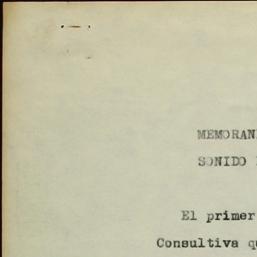 MEMORAN
SONIDO
El primer
Consultiva q